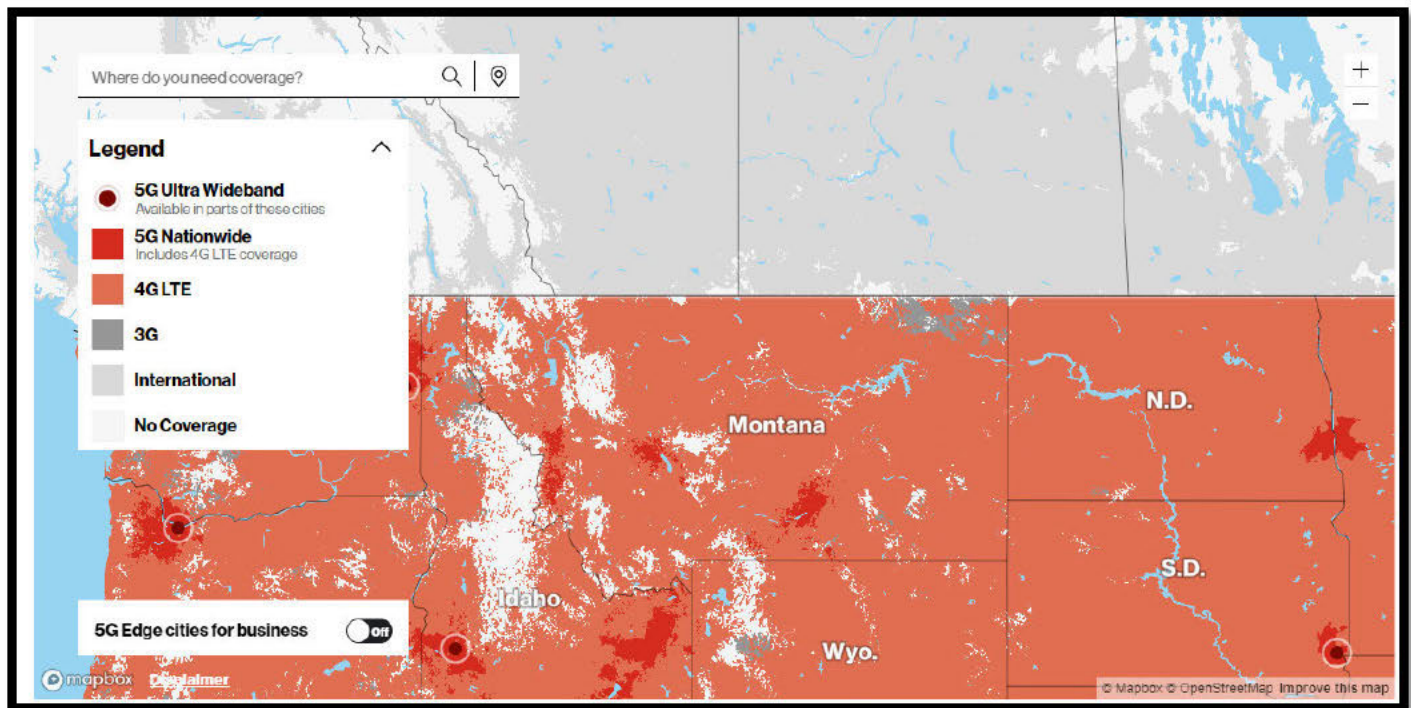 Where do you need coverage?
Legend
5G Ultra Wideband
Available in parts of these cities
5G Nationwide
Includes 4G LTE coverage
4G LTE
3G
International
No Coverage
Montana
N.D.
S.D.
Idaho
Wyo.
5G Edge cities for business
Off
mapbox Disclaimer
© Mapbox © OpenStreetMap Improve this map